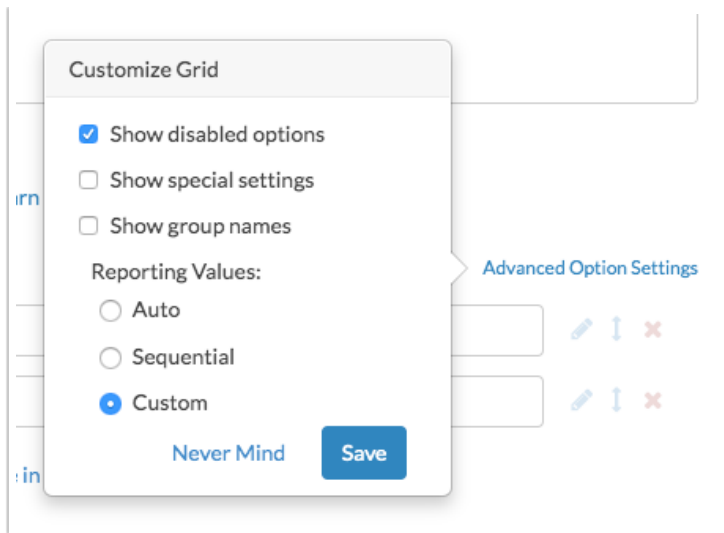 Customize Grid
Show disabled options
Show special settings
Show group names
Reporting Values:
Advanced Option Settings
Auto
Sequential
Custom
Never Mind
Save
in